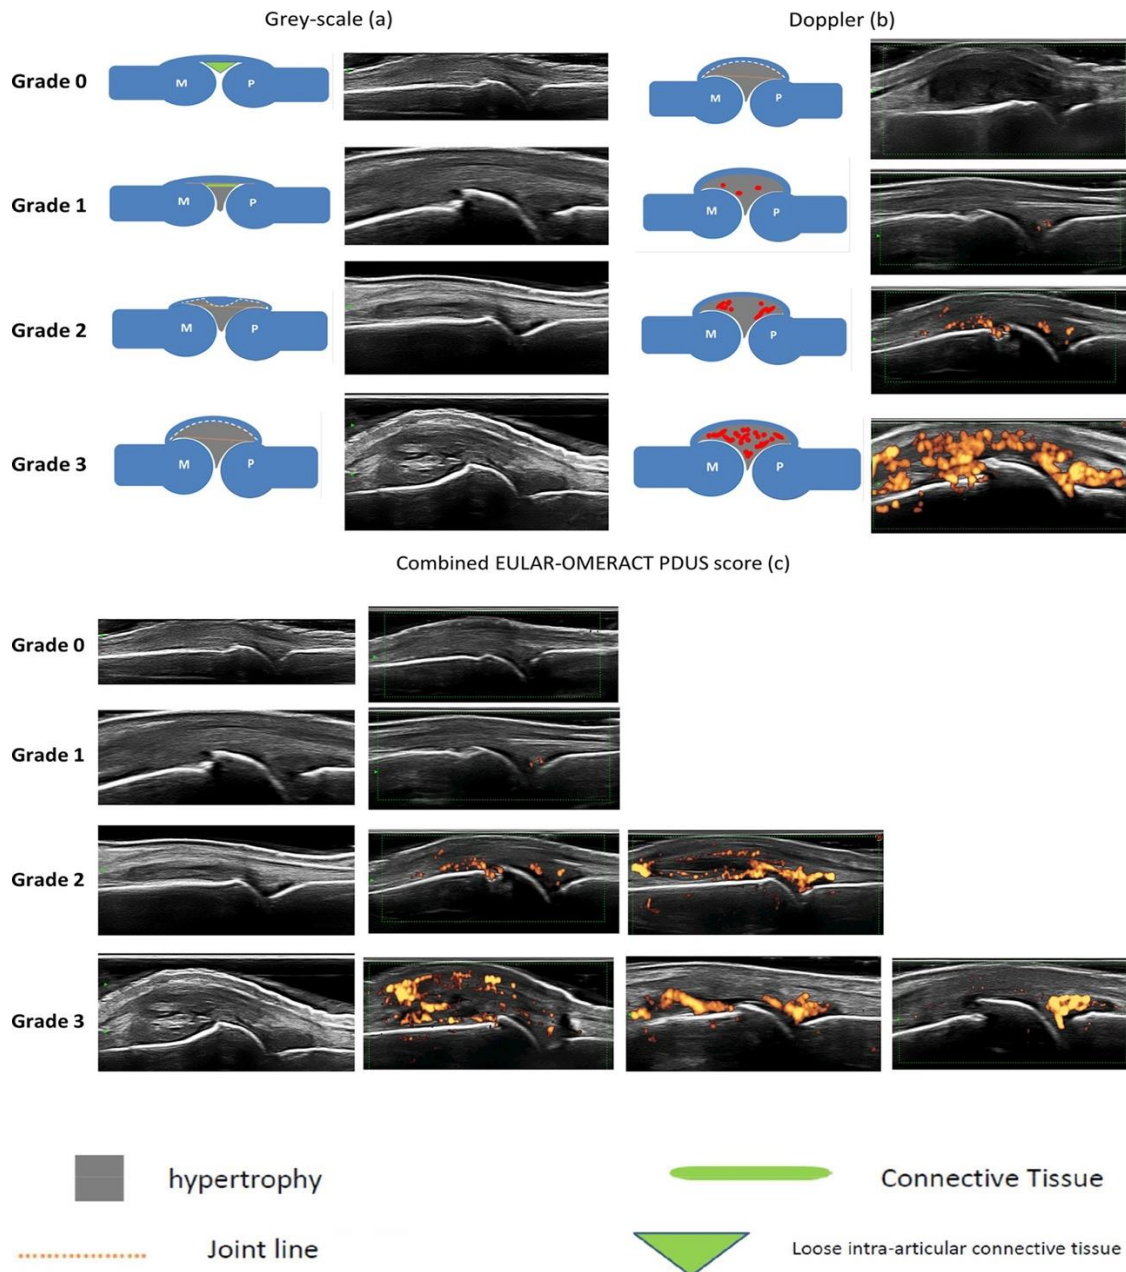 Grey-scale (a)
Doppler (b)
Grade 0
M P
M P
Grade 1
M P
M P
Grade 2
M P
M P
Grade 3
M P
M P
Combined EULAR-OMERACT PDUS score (c)
Grade 0
Grade 1
Grade 2
Grade 3
hypertrophy
Connective Tissue
Joint line
Loose intra-articular connective tissue